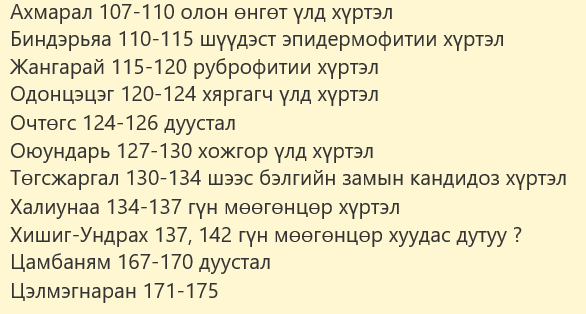 Ахмарал 107-110 олон өнгөт үлд хүртэл
Биндэрьяа 110-115 шүүдэст эпидермофитии хүртэл
Жангарай 115-120 руброфитии хүртэл
Одонцэцэг 120-124 хяргагч үлд хүртэл
Очтөгс 124-126 дуустал
Оюундарь 127-130 хожгор үлд хүртэл
Төгсжаргал 130-134 шээс бэлгийн замын кандидоз хүртэл
Халиунаа 134-137 гүн мөөгөнцөр хүртэл
Хишиг-Ундрах 137, 142 гүн мөөгөнцөр хуудас дутуу ?
Цамбаням 167-170 дуустал
Цэлмэгнаран 171-175